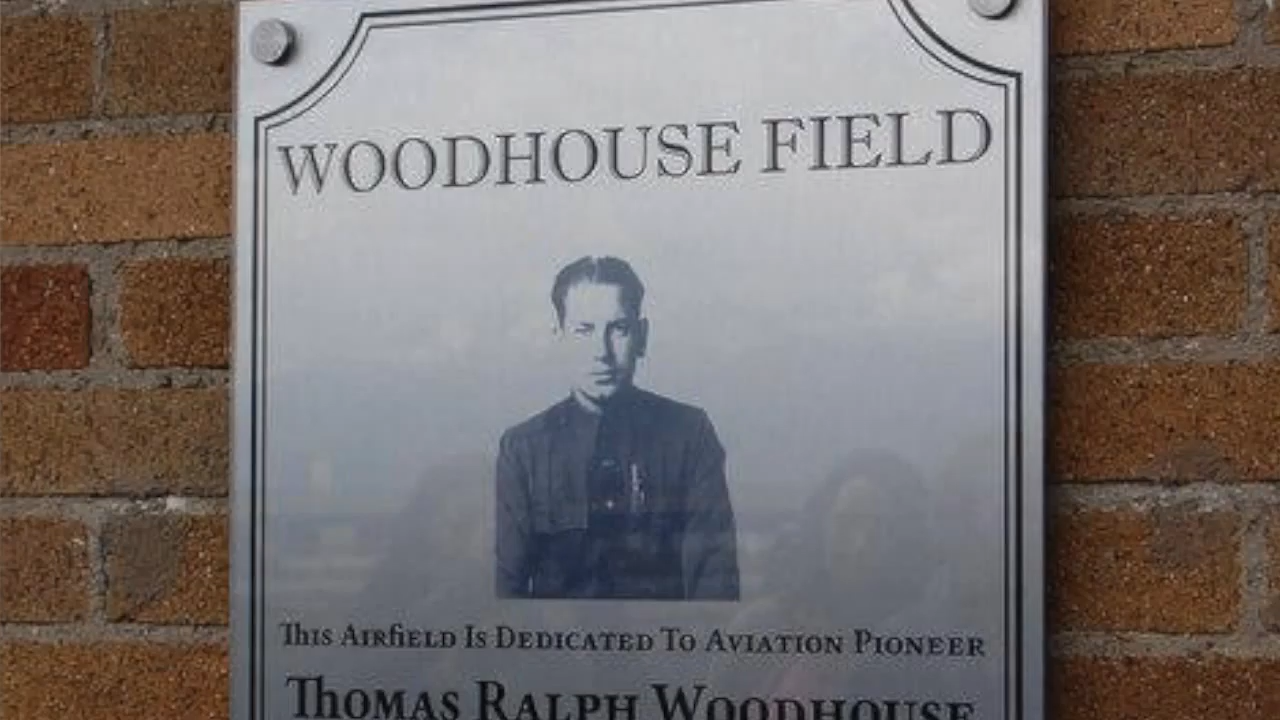 WOODHOUSE FIELD
This Airfield Is Dedicated To Aviation Pioneer
Thomas Ralph Woodhouse